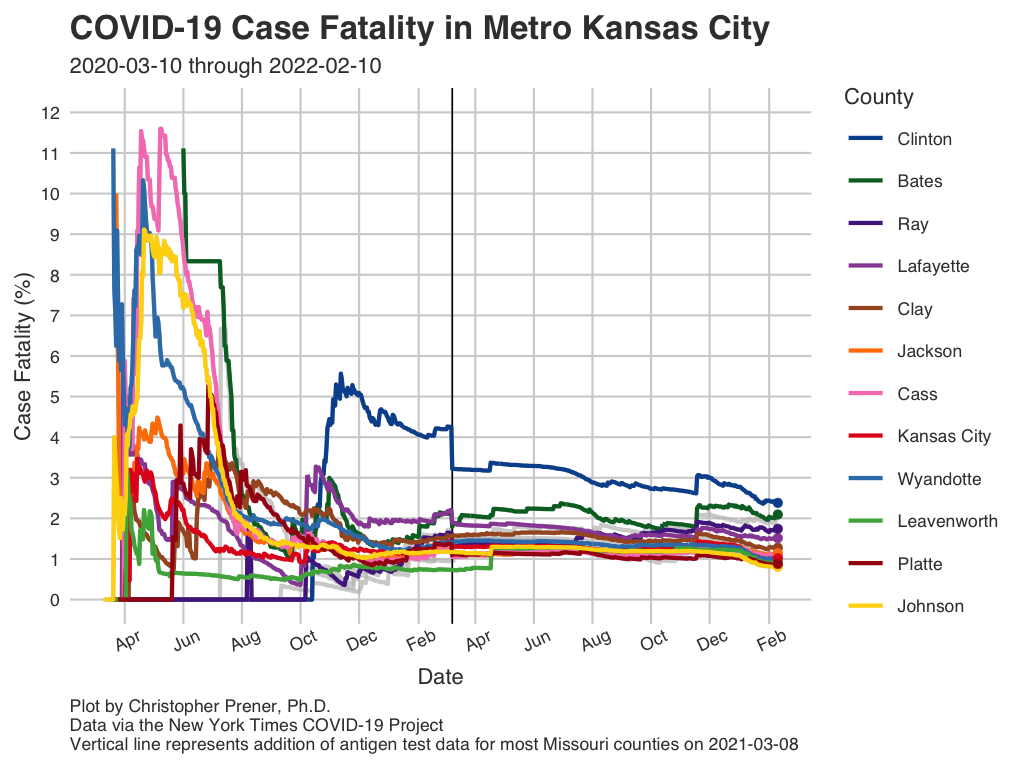 COVID-19 Case Fatality in Metro Kansas City
2020-03-10 through 2022-02-10
Case Fatality (%)
12
11
10
9
8
7
6
5
4
3
2
1
0
Apr Jun Aug Oct Dec Feb Apr Jun Aug Oct Dec Feb
Date
County
Clinton
Bates
Ray
Lafayette
Clay
Jackson
Cass
Kansas City
Wyandotte
Leavenworth
Platte
Johnson
Plot by Christopher Prener, Ph.D.
Data via the New York Times COVID-19 Project
Vertical line represents addition of antigen test data for most Missouri counties on 2021-03-08